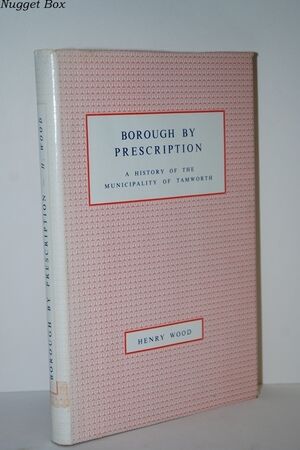 Nugget Box
BOROUGH BY
PRESCRIPTION
A HISTORY OF THE
MUNICIPALITY OF TAMWORTH
HENRY WOOD
BOROUGH BY PRESCRIPTION — H. WOOD